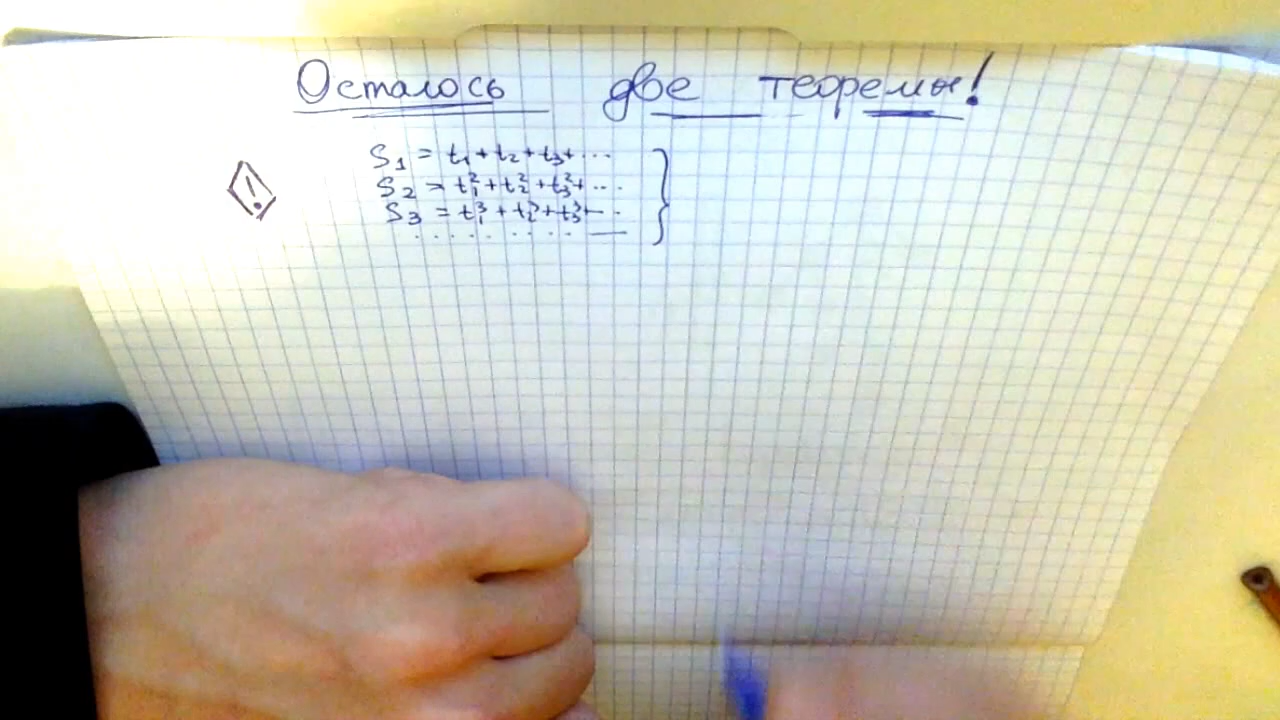 Осталось две теоремы!
S₁ = t₁ + t₂ + t₃ + ...
! S₂ = t₁² + t₂² + t₃² + ...
S₃ = t₁³ + t₂³ + t₃³ + ...
. . . . . . . .